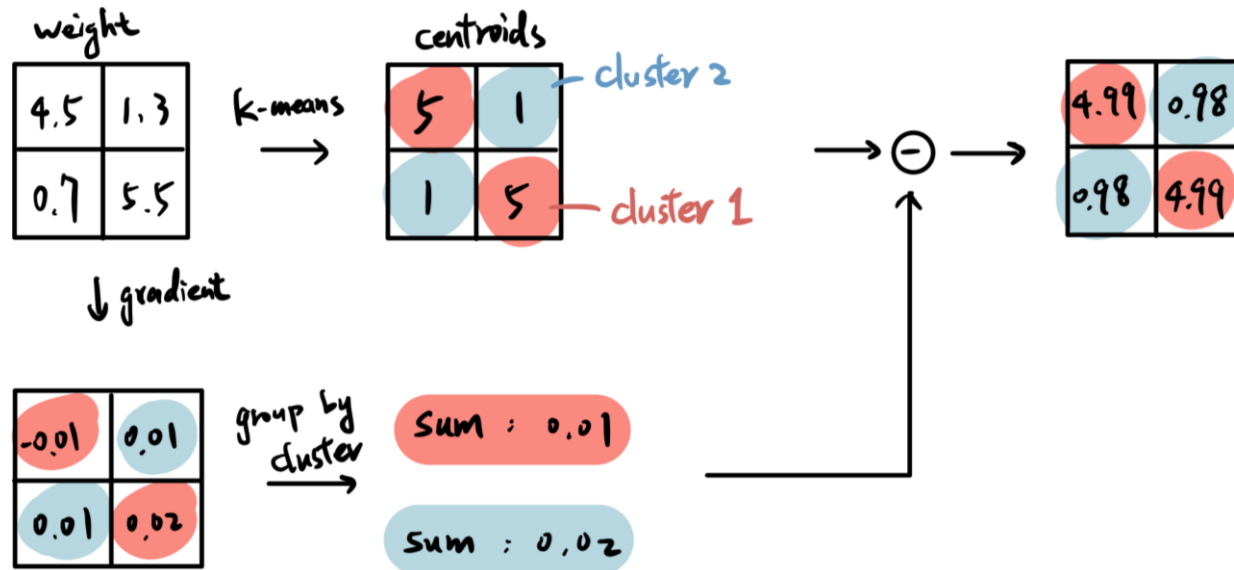 weight
4.5 1.3
0.7 5.5
k-means
centroids
5 1
1 5
cluster 2
cluster 1
-
4.99 0.98
0.98 4.99
gradient
-0.01 0.01
0.01 0.02
group by
cluster
sum : 0.01
sum : 0.02